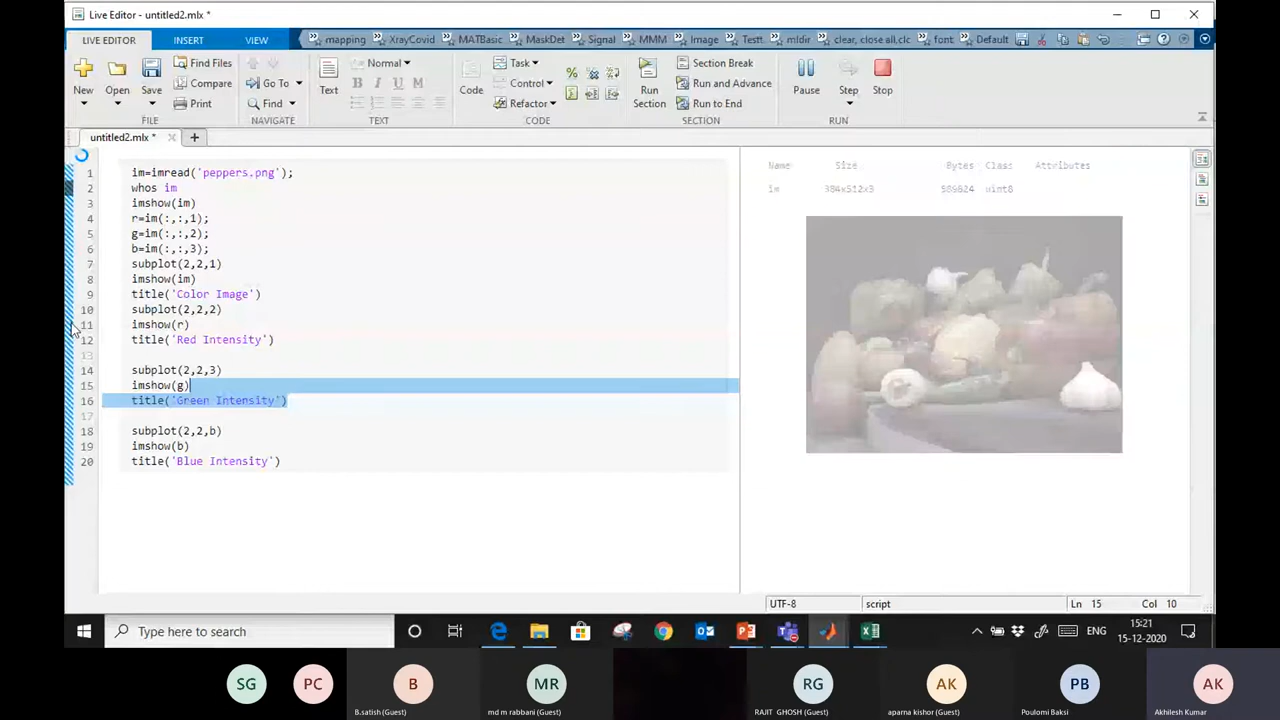 Live Editor - untitled2.mlx *
LIVE EDITOR INSERT VIEW mapping XrayCovid MATBasic MaskDet Signal MMM Image Testt mldir clear, close all,clc font Default
New Open Save Find Files Compare Print Go To Find Text Normal B I U M Code Task Control Refactor Run Section Section Break Run and Advance Run to End Pause Step Stop
FILE NAVIGATE TEXT CODE SECTION RUN
untitled2.mlx * +
1 im=imread('peppers.png');
2 whos im
3 imshow(im)
4 r=im(:,:,1);
5 g=im(:,:,2);
6 b=im(:,:,3);
7 subplot(2,2,1)
8 imshow(im)
9 title('Color Image')
10 subplot(2,2,2)
11 imshow(r)
12 title('Red Intensity')
13
14 subplot(2,2,3)
15 imshow(g)
16 title('Green Intensity')
17
18 subplot(2,2,b)
19 imshow(b)
20 title('Blue Intensity')
Name Size Bytes Class Attributes
im 384x512x3 589824 uint8
UTF-8 script Ln 15 Col 10
Type here to search
ENG
15:21
15-12-2020
SG PC B MR RG AK PB AK
B.satish (Guest) md m rabbani (Guest) RAJIT GHOSH (Guest) aparna kishor (Guest) Poulomi Baksi Akhilesh Kumar